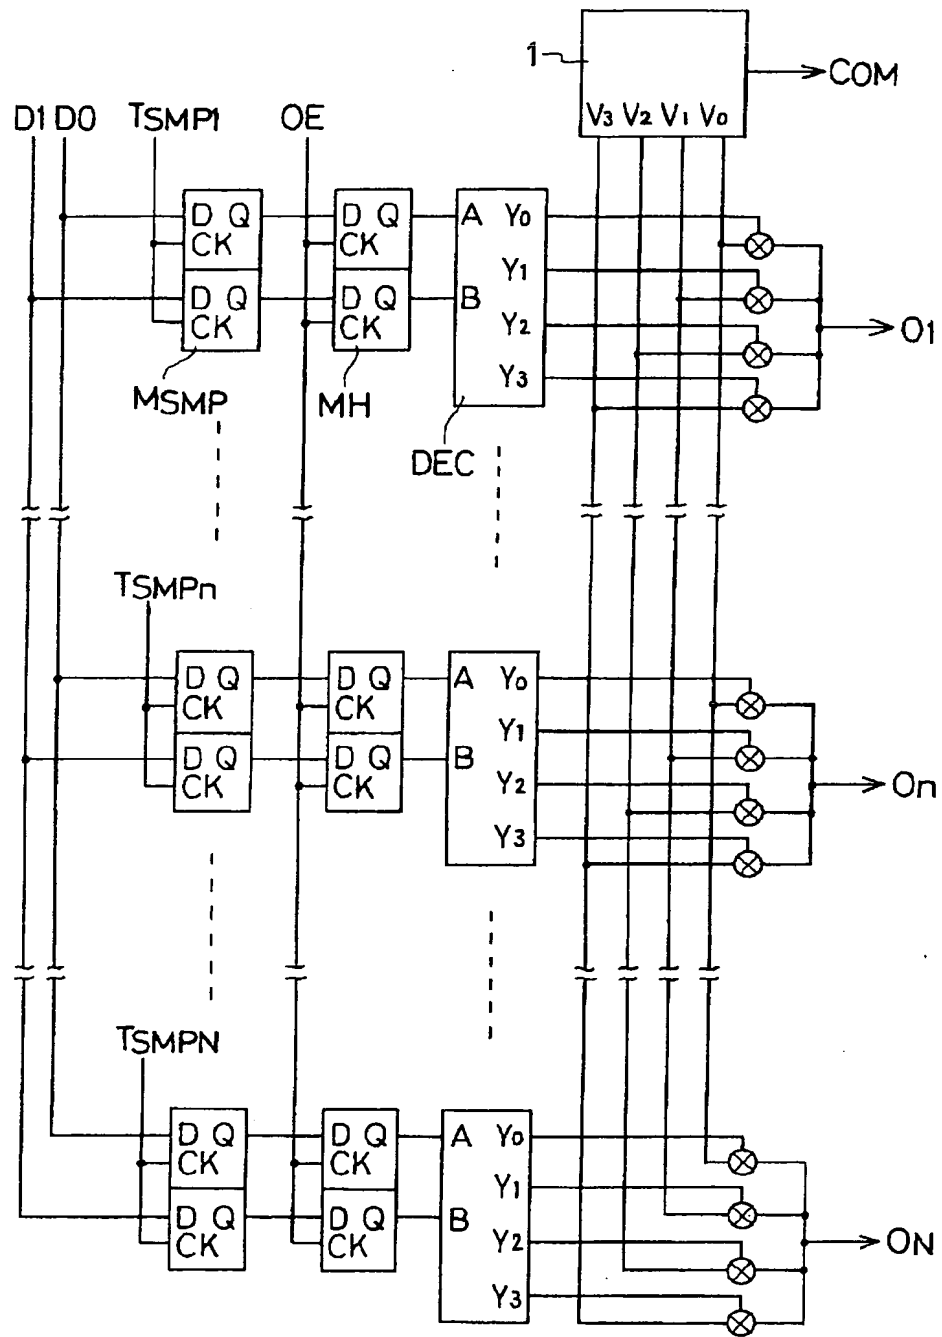 1
COM
V3 V2 V1 V0
D1 D0 TSMP1 OE
D Q D Q A Y0
CK CK
Y1
D Q D Q B
CK CK
Y2
O1
Y3
MSMP MH
DEC
TSMPn
D Q D Q A Y0
CK CK
Y1
D Q D Q B
CK CK
Y2
On
Y3
TSMPN
D Q D Q A Y0
CK CK
Y1
D Q D Q B
CK CK
Y2
ON
Y3